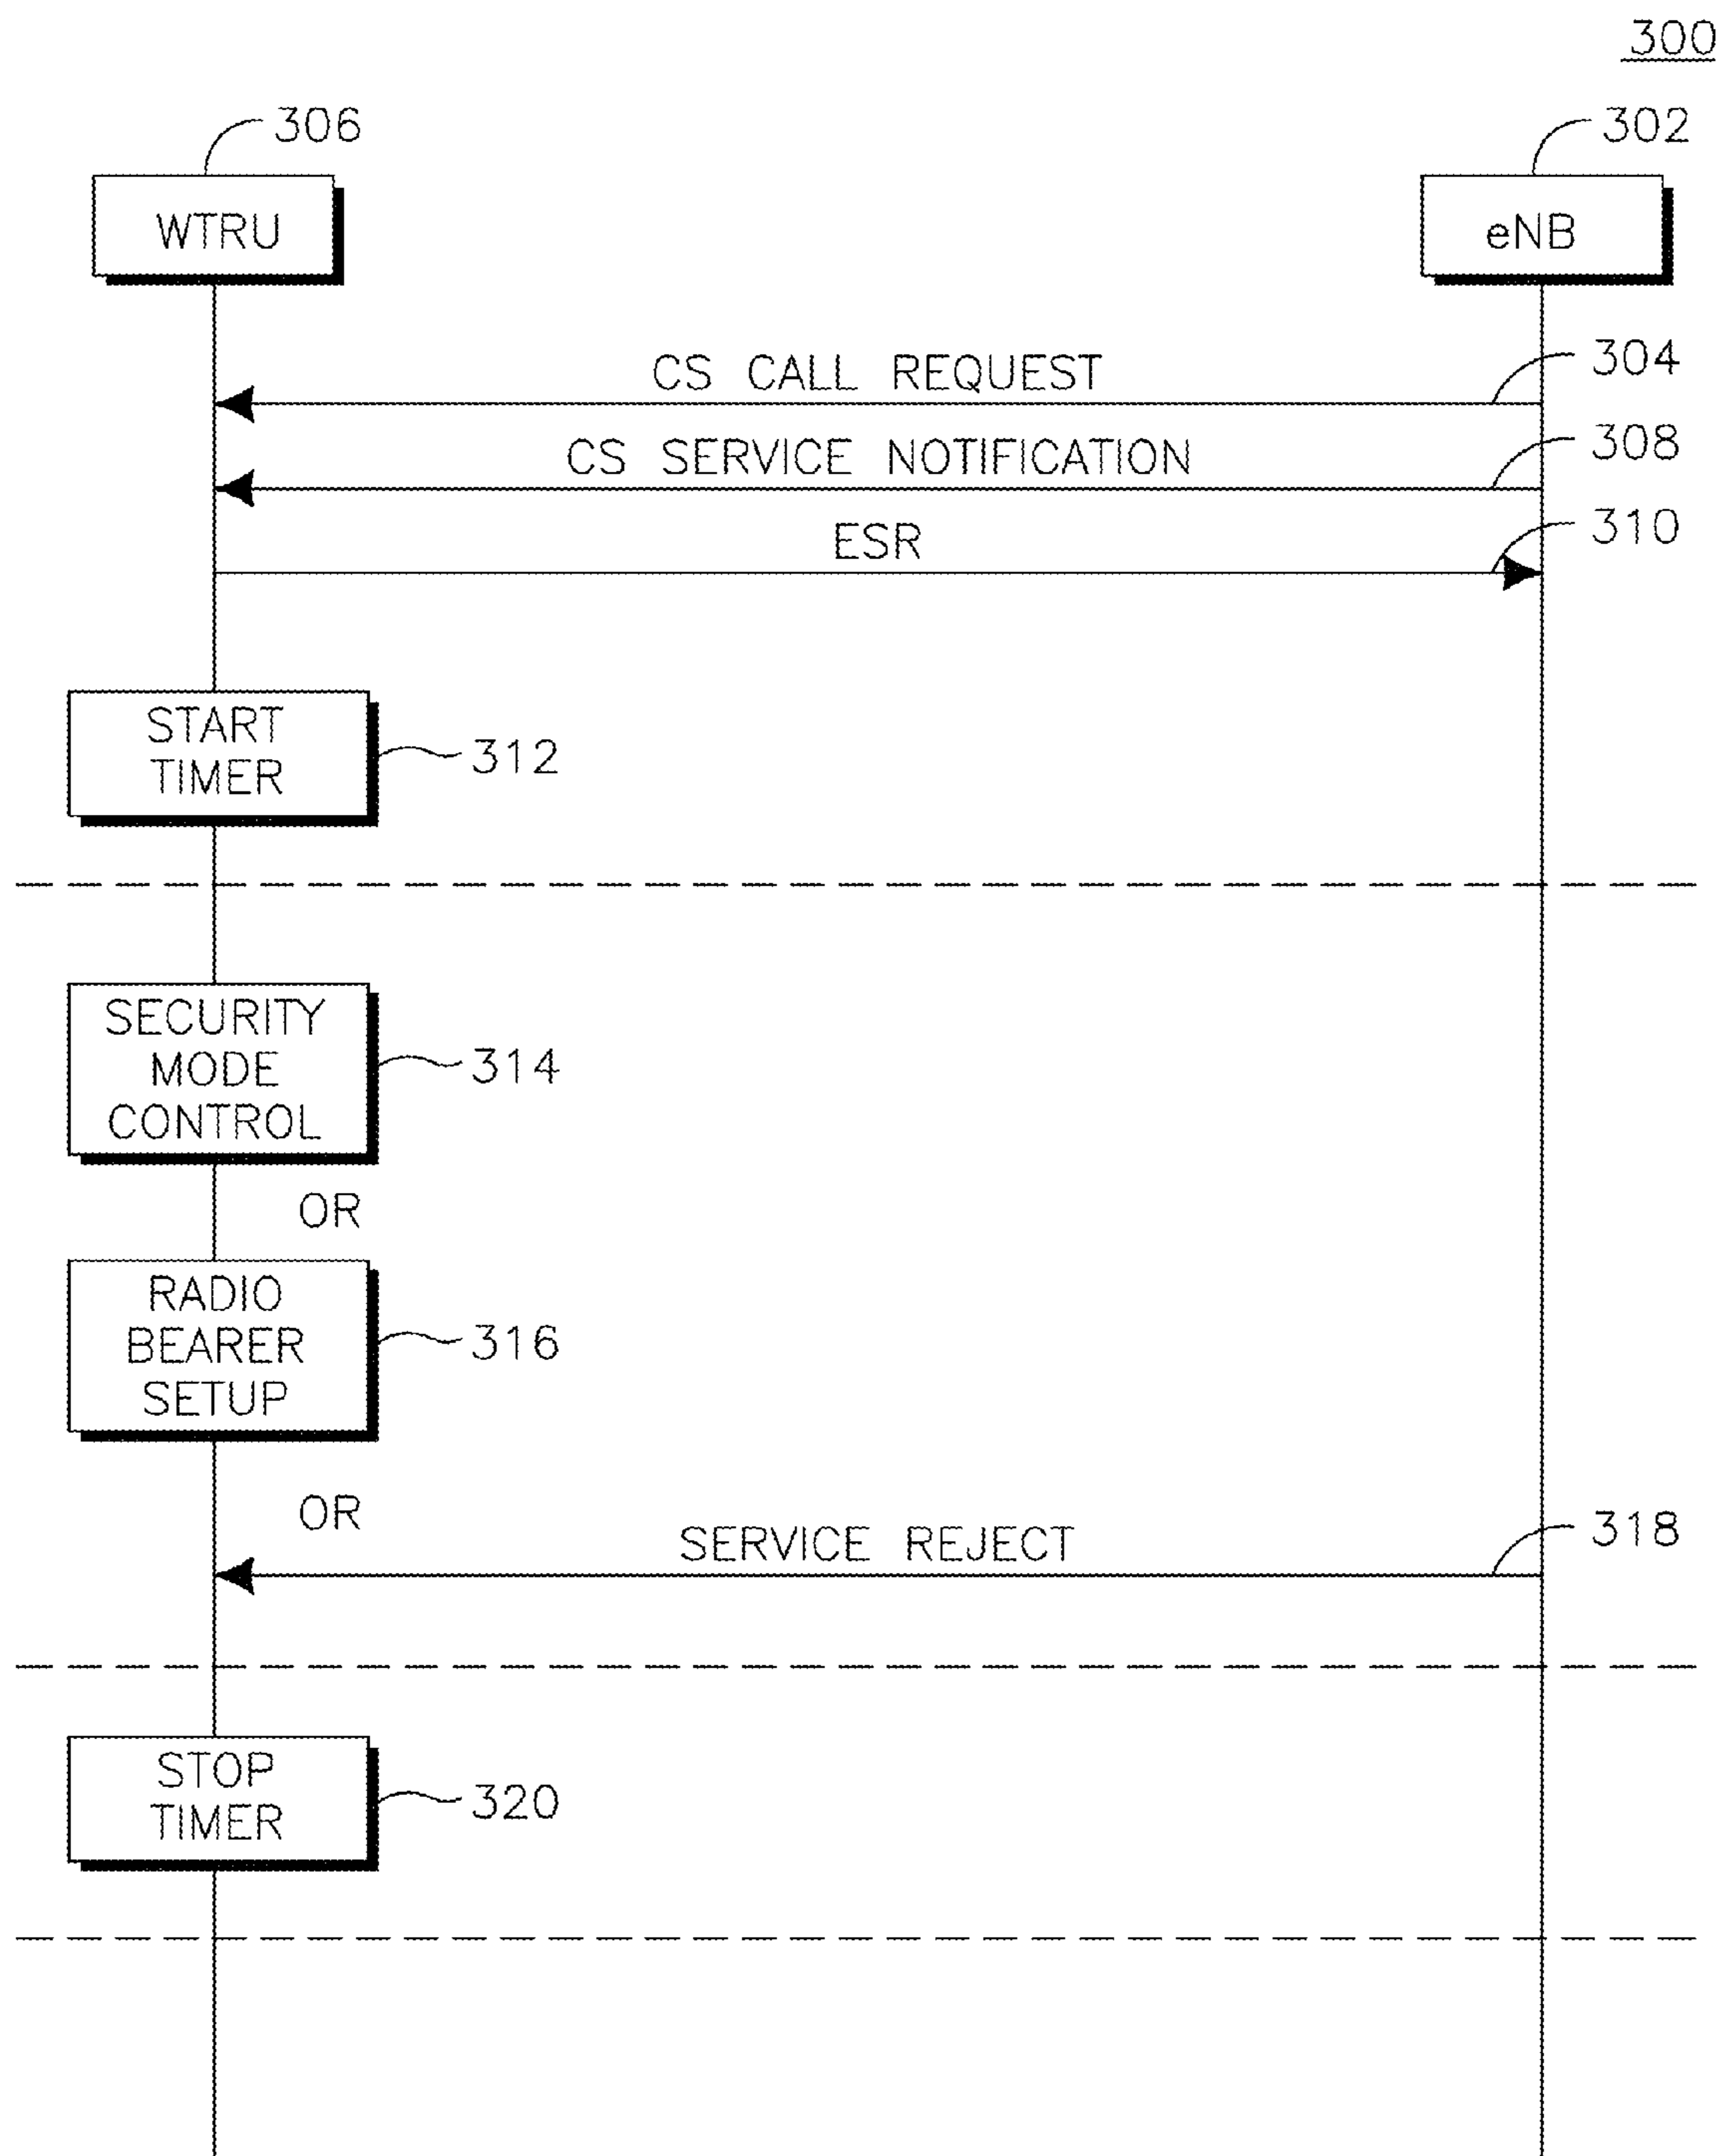 300
306
302
WTRU
eNB
CS CALL REQUEST
304
CS SERVICE NOTIFICATION
308
ESR
310
START
TIMER
312
SECURITY
MODE
CONTROL
314
OR
RADIO
BEARER
SETUP
316
OR
SERVICE REJECT
318
STOP
TIMER
320